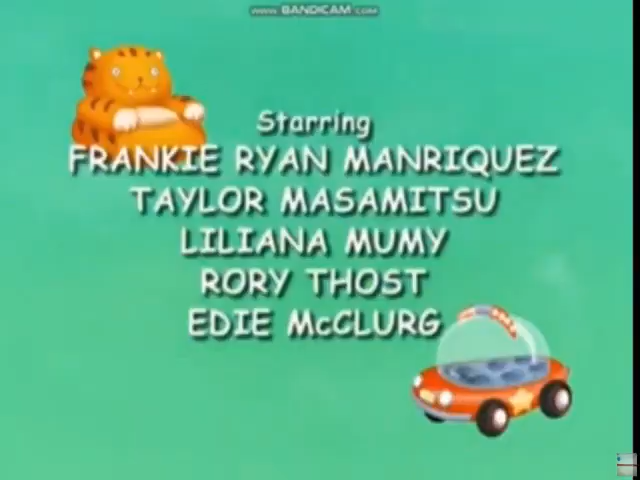 www.BANDICAM.com
Starring
FRANKIE RYAN MANRIQUEZ
TAYLOR MASAMITSU
LILIANA MUMY
RORY THOST
EDIE McCLURG